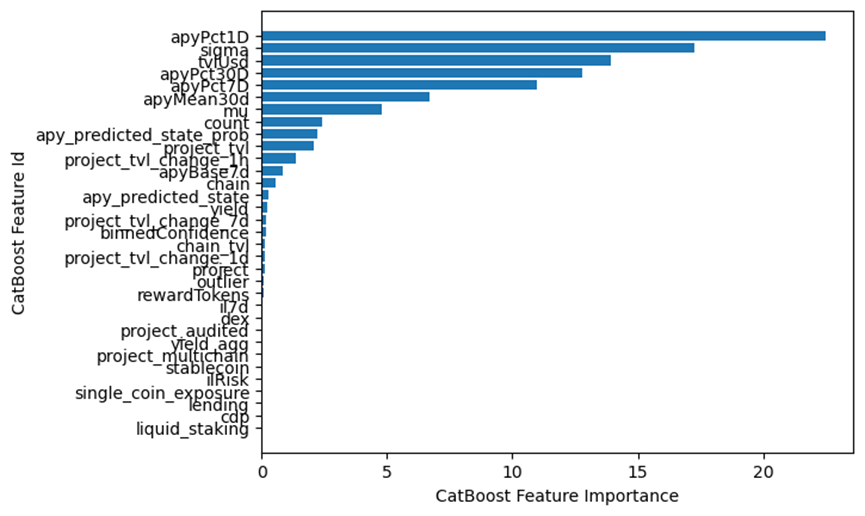 apyPct1D
sigma
tvlUsd
apyPct30D
apyPct7D
apyMean30d
mu
count
apy_predicted_state_prob
project_tvl
project_tvl_change_1h
apyBase7d
chain
apy_predicted_state
yield
project_tvl_change_7d
binnedConfidence
chain_tvl
project_tvl_change_1d
project
outlier
rewardTokens
il7d
dex
project_audited
yield_agg
project_multichain
stablecoin
ilRisk
single_coin_exposure
lending
cdp
liquid_staking
CatBoost Feature Id
0 5 10 15 20
CatBoost Feature Importance